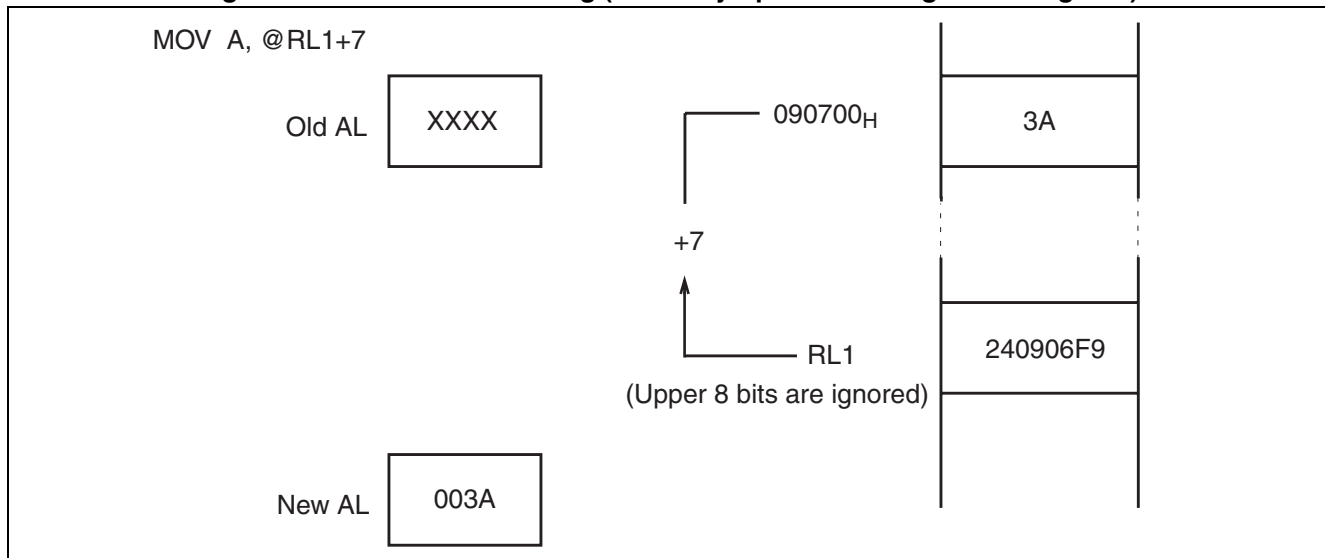 MOV A, @RL1+7
Old AL
XXXX
090700H
3A
+7
RL1
240906F9
(Upper 8 bits are ignored)
New AL
003A